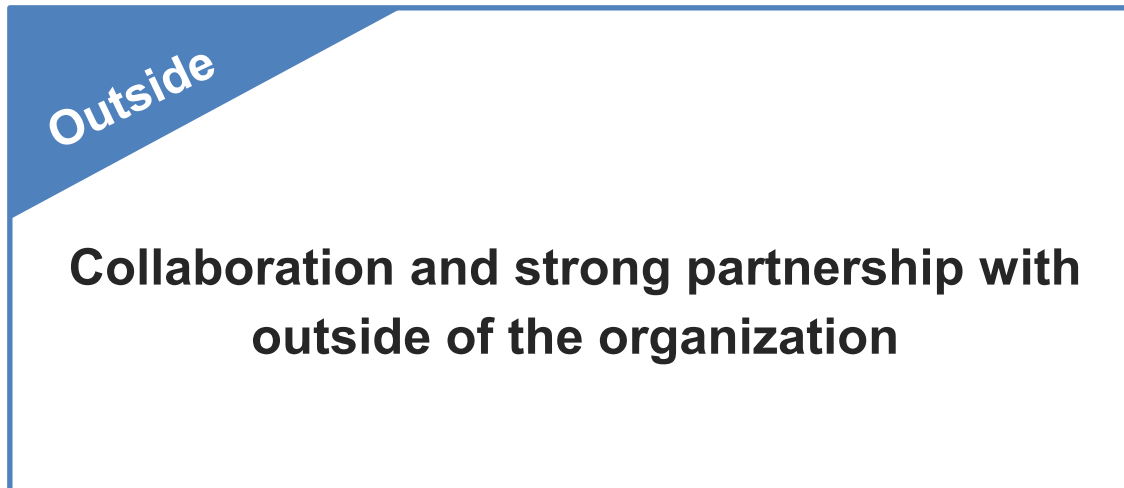 Outside
Collaboration and strong partnership with
outside of the organization